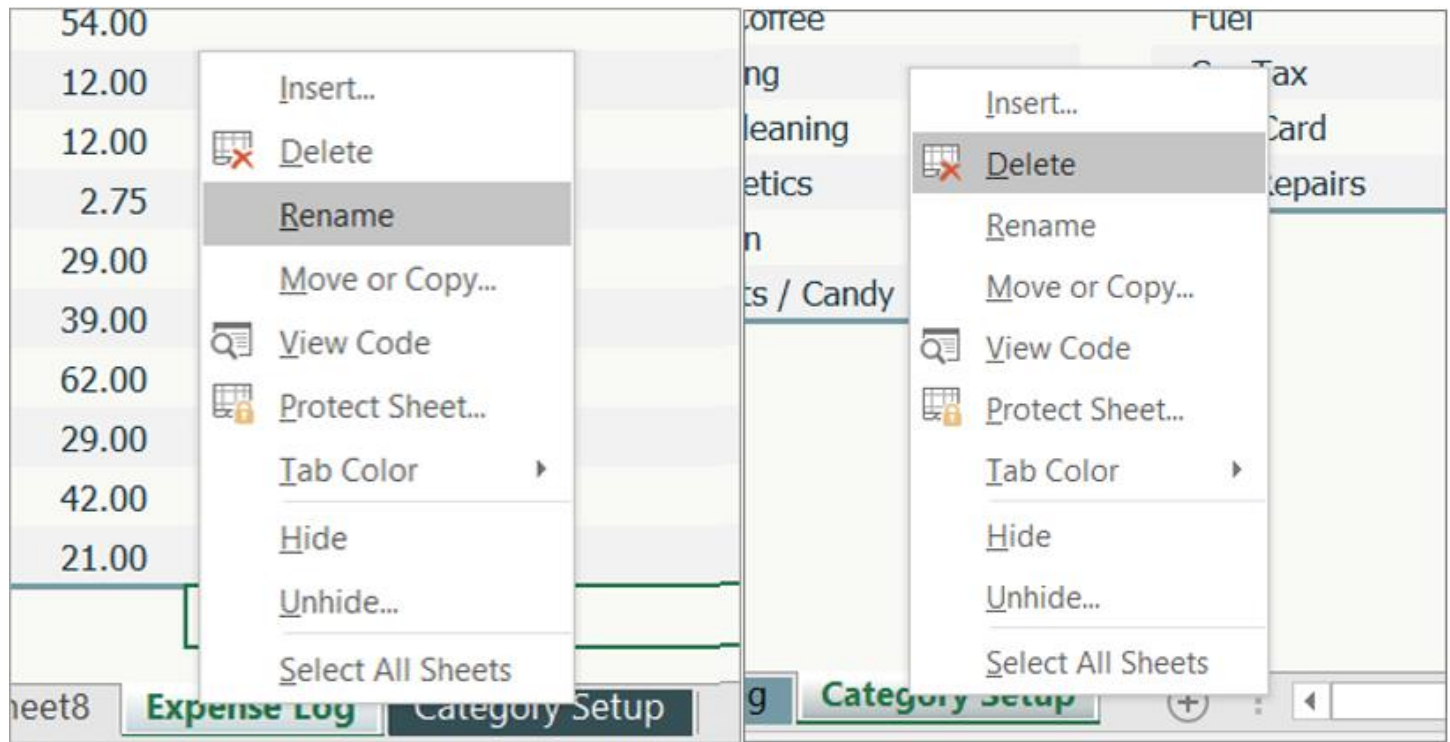 54.00
12.00
12.00
2.75
29.00
39.00
62.00
29.00
42.00
21.00
Insert...
Delete
Rename
Move or Copy...
View Code
Protect Sheet...
Tab Color
Hide
Unhide...
Select All Sheets
eet8 Expense Log Category Setup
offee Fuel
ng Tax
leaning Card
etics epairs
n
ts / Candy
Insert...
Delete
Rename
Move or Copy...
View Code
Protect Sheet...
Tab Color
Hide
Unhide...
Select All Sheets
g Category Setup